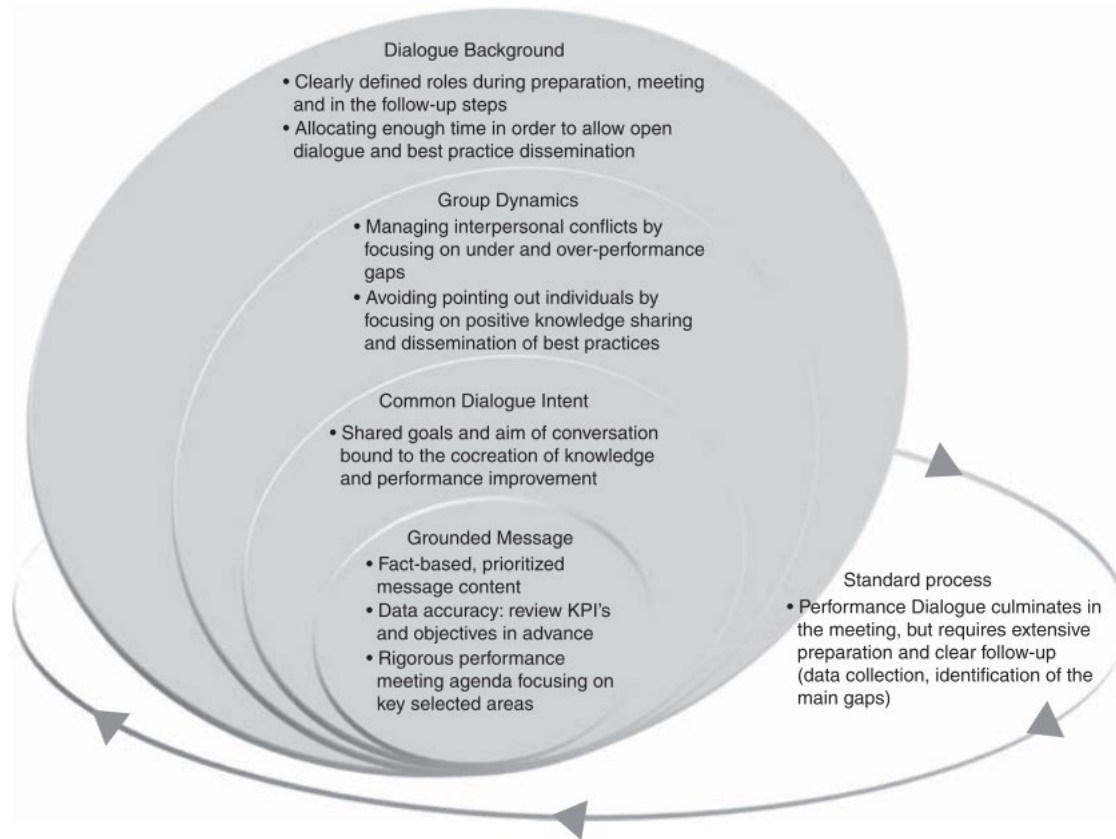 Dialogue Background
• Clearly defined roles during preparation, meeting
and in the follow-up steps
• Allocating enough time in order to allow open
dialogue and best practice dissemination
Group Dynamics
• Managing interpersonal conflicts by
focusing on under and over-performance
gaps
• Avoiding pointing out individuals by
focusing on positive knowledge sharing
and dissemination of best practices
Common Dialogue Intent
• Shared goals and aim of conversation
bound to the cocreation of knowledge
and performance improvement
Grounded Message
• Fact-based, prioritized
message content
• Data accuracy: review KPI's
and objectives in advance
• Rigorous performance
meeting agenda focusing on
key selected areas
Standard process
• Performance Dialogue culminates in
the meeting, but requires extensive
preparation and clear follow-up
(data collection, identification of the
main gaps)